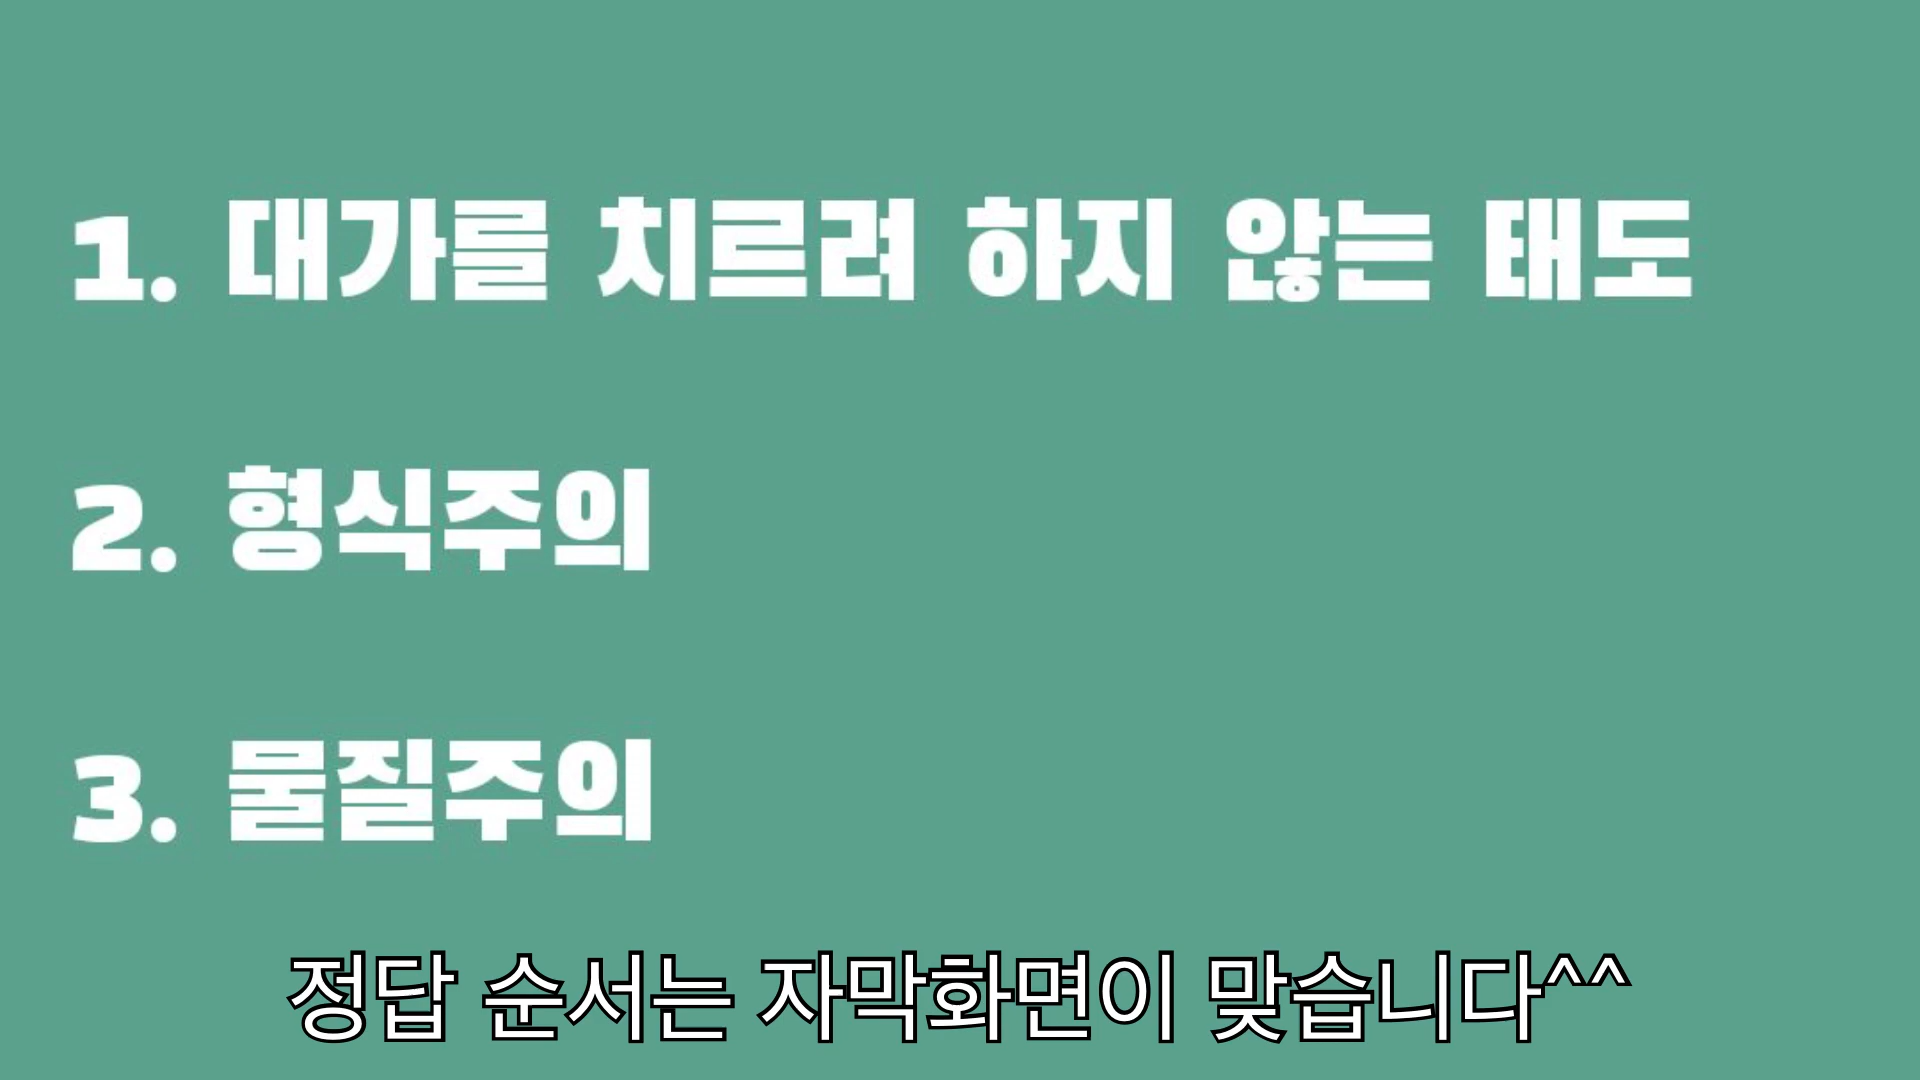 1. 대가를 치르려 하지 않는 태도
2. 형식주의
3. 물질주의
정답 순서는 자막화면이 맞습니다^^